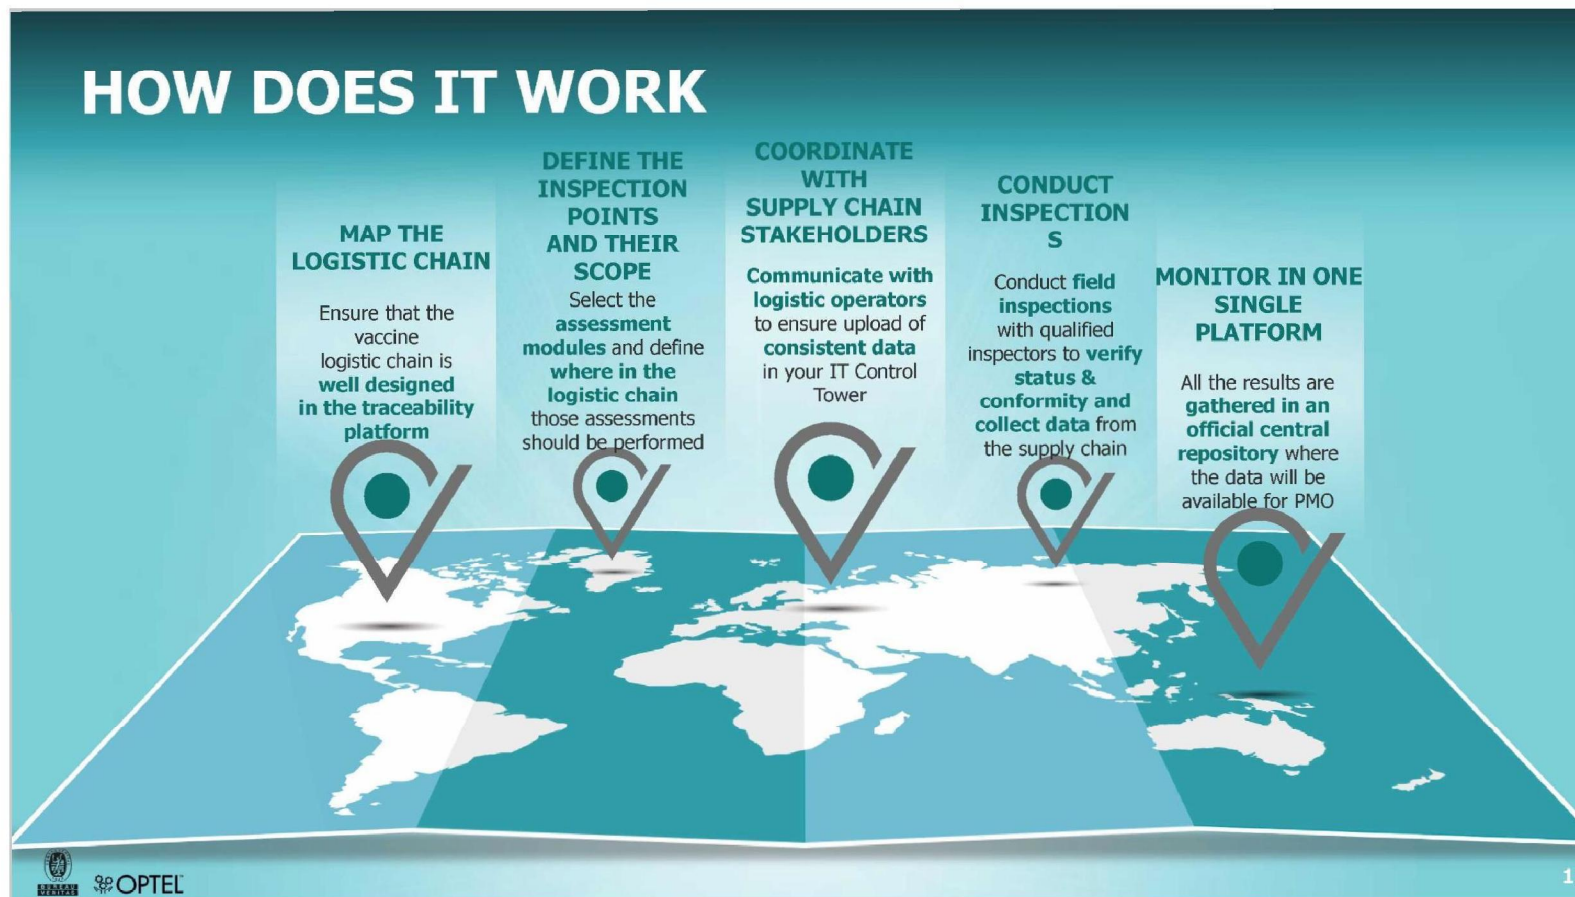 HOW DOES IT WORK
MAP THE
LOGISTIC CHAIN
Ensure that the
vaccine
logistic chain is
well designed
in the traceability
platform
DEFINE THE
INSPECTION
POINTS
AND THEIR
SCOPE
Select the
assessment
modules and define
where in the
logistic chain
those assessments
should be performed
COORDINATE
WITH
SUPPLY CHAIN
STAKEHOLDERS
Communicate with
logistic operators
to ensure upload of
consistent data
in your IT Control
Tower
CONDUCT
INSPECTION
S
Conduct field
inspections
with qualified
inspectors to verify
status &
conformity and
collect data from
the supply chain
MONITOR IN ONE
SINGLE
PLATFORM
All the results are
gathered in an
official central
repository where
the data will be
available for PMO
BUREAU
VERITAS
OPTEL
1